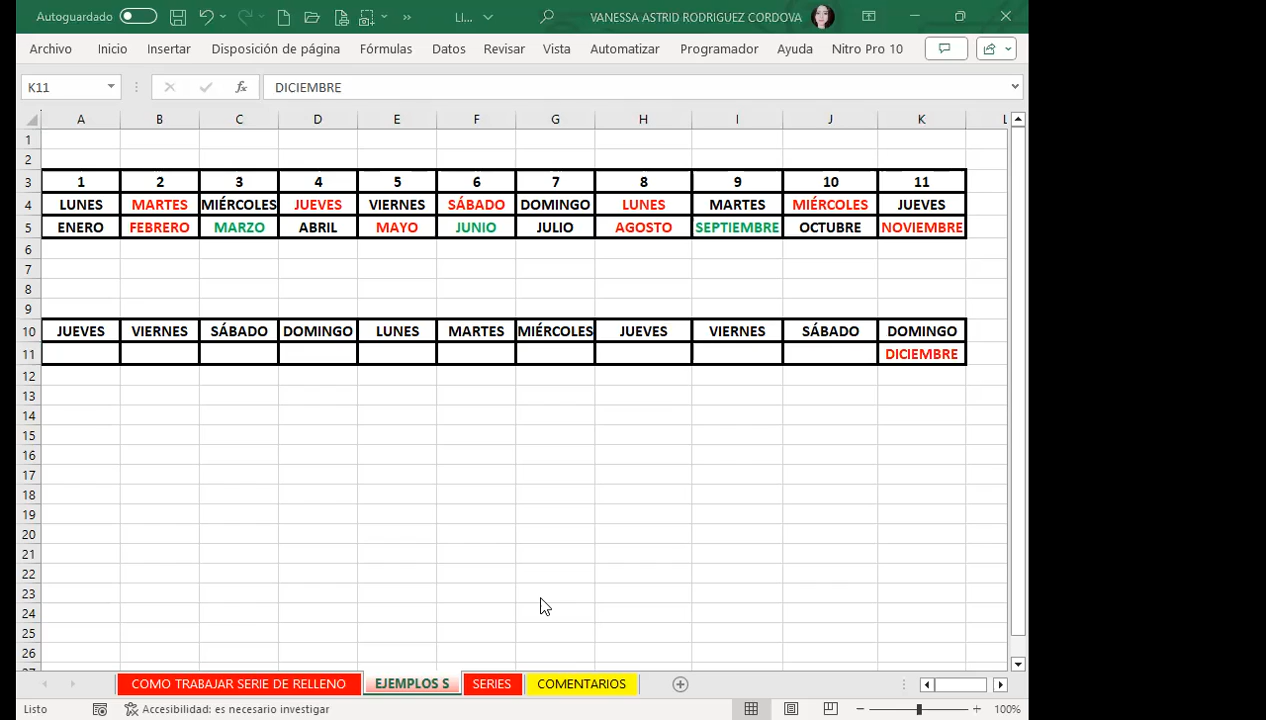 Autoguardado LI... VANESSA ASTRID RODRIGUEZ CORDOVA
Archivo Inicio Insertar Disposición de página Fórmulas Datos Revisar Vista Automatizar Programador Ayuda Nitro Pro 10
K11 fx DICIEMBRE
A B C D E F G H I J K L
1
2
3 1 2 3 4 5 6 7 8 9 10 11
4 LUNES MARTES MIÉRCOLES JUEVES VIERNES SÁBADO DOMINGO LUNES MARTES MIÉRCOLES JUEVES
5 ENERO FEBRERO MARZO ABRIL MAYO JUNIO JULIO AGOSTO SEPTIEMBRE OCTUBRE NOVIEMBRE
6
7
8
9
10 JUEVES VIERNES SÁBADO DOMINGO LUNES MARTES MIÉRCOLES JUEVES VIERNES SÁBADO DOMINGO
11 DICIEMBRE
12
13
14
15
16
17
18
19
20
21
22
23
24
25
26
27
COMO TRABAJAR SERIE DE RELLENO EJEMPLOS S SERIES COMENTARIOS
Listo Accesibilidad: es necesario investigar 100%